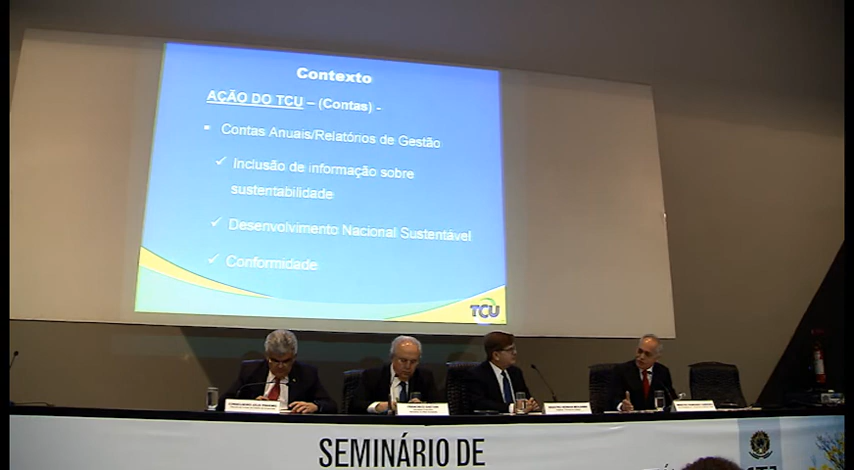 Contexto
AÇÃO DO TCU – (Contas) -
▪ Contas Anuais/Relatórios de Gestão
✓ Inclusão de informação sobre
sustentabilidade
✓ Desenvolvimento Nacional Sustentável
✓ Conformidade
TCU
SEMINÁRIO DE